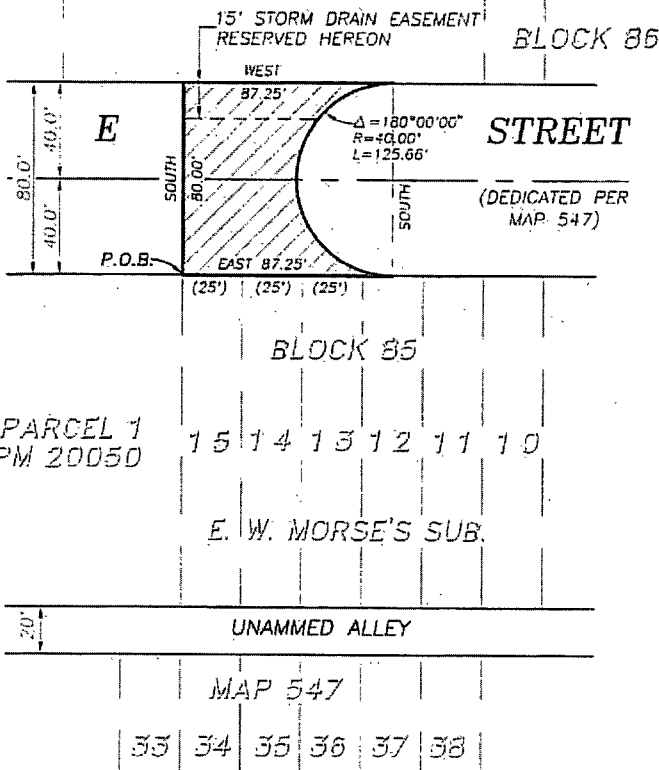 15' STORM DRAIN EASEMENT
RESERVED HEREON
BLOCK 86
WEST
87.25'
E
STREET
Δ=180°00'00"
R=40.00'
L=125.66'
80.0'
40.0'
40.0'
SOUTH
80.00'
SOUTH
(DEDICATED PER
MAP 547)
P.O.B.
EAST 87.25'
(25') (25') (25')
BLOCK 85
PARCEL 1
PM 20050
15 14 13 12 11 10
E. W. MORSE'S SUB.
20'
UNAMMED ALLEY
MAP 547
33 34 35 36 37 38